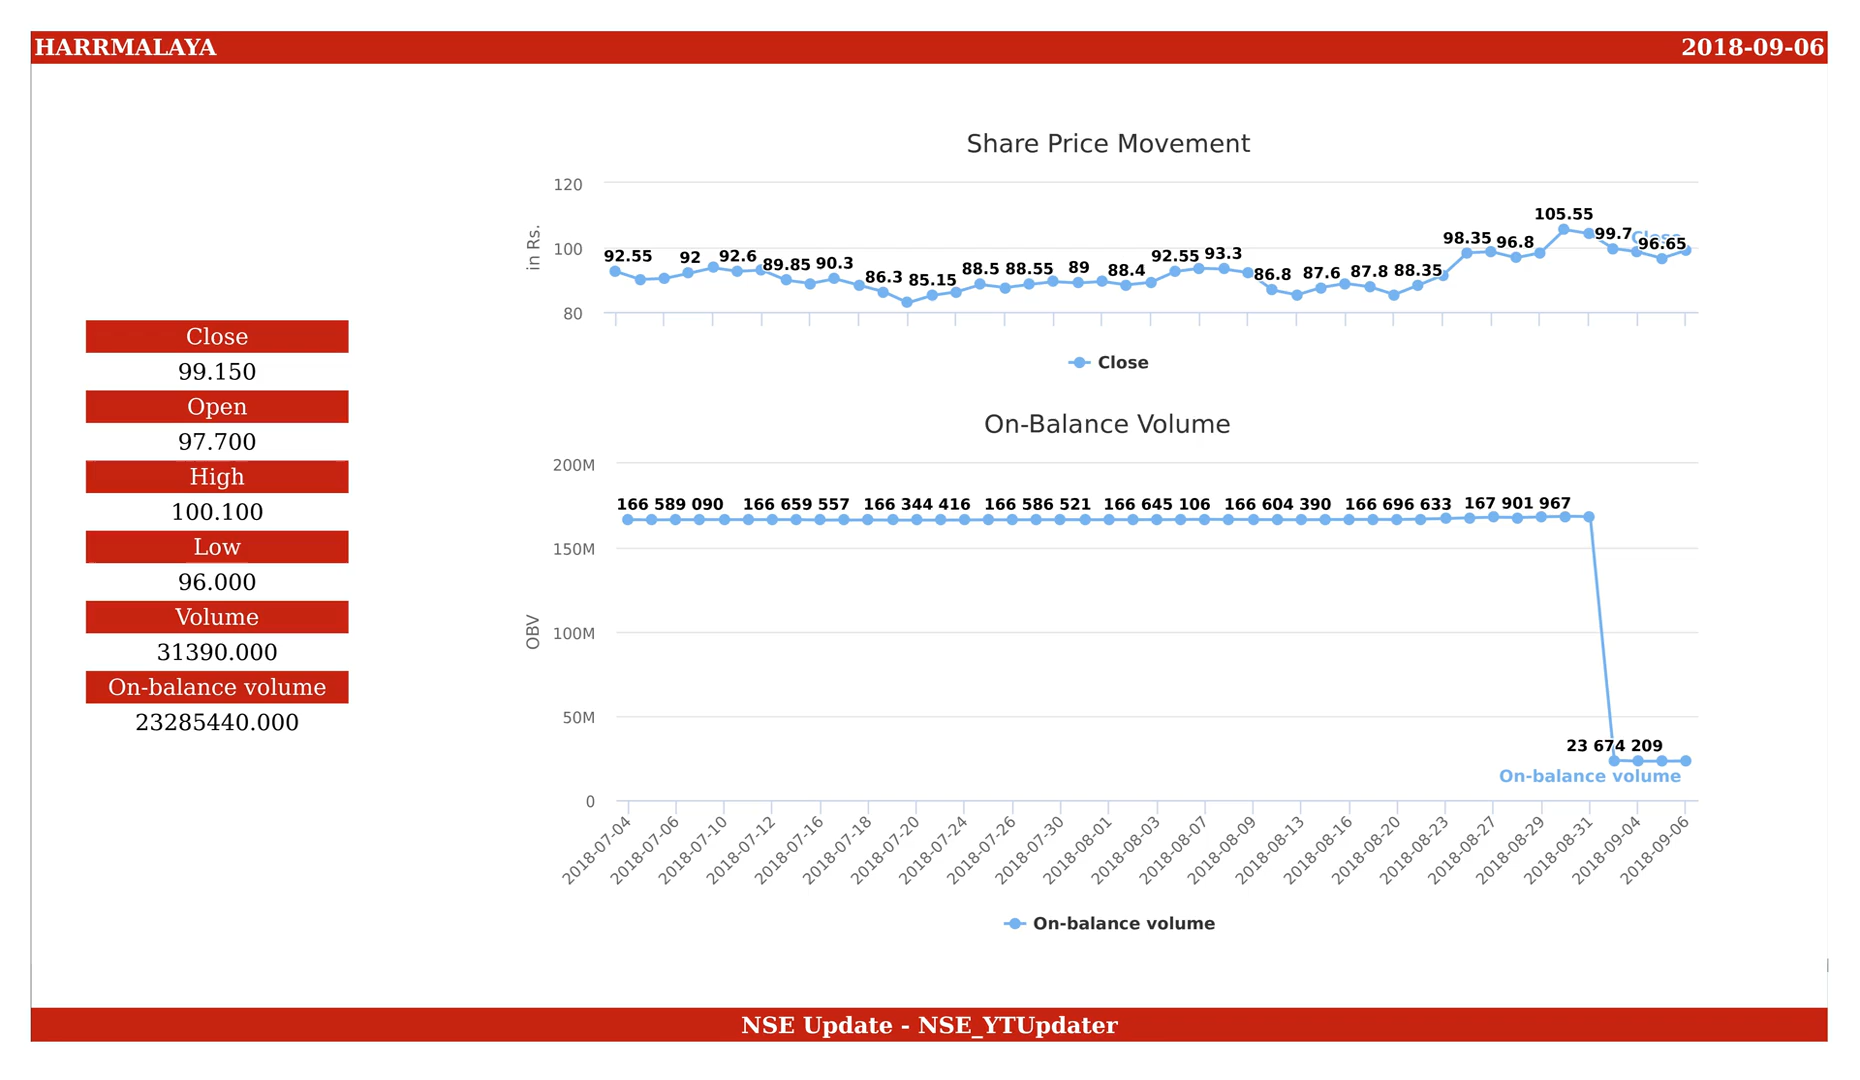 HARRMALAYA 2018-09-06
Close
99.150
Open
97.700
High
100.100
Low
96.000
Volume
31390.000
On-balance volume
23285440.000
Share Price Movement
in Rs.
120
100
80
92.55 92 92.6 89.85 90.3 86.3 85.15 88.5 88.55 89 88.4 92.55 93.3 86.8 87.6 87.8 88.35 98.35 96.8 105.55 99.7 96.65
Close
Close
On-Balance Volume
OBV
200M
150M
100M
50M
0
166 589 090 166 659 557 166 344 416 166 586 521 166 645 106 166 604 390 166 696 633 167 901 967
23 674 209
On-balance volume
2018-07-04 2018-07-06 2018-07-10 2018-07-12 2018-07-16 2018-07-18 2018-07-20 2018-07-24 2018-07-26 2018-07-30 2018-08-01 2018-08-03 2018-08-07 2018-08-09 2018-08-13 2018-08-16 2018-08-20 2018-08-23 2018-08-27 2018-08-29 2018-08-31 2018-09-04 2018-09-06
On-balance volume
NSE Update - NSE_YTUpdater